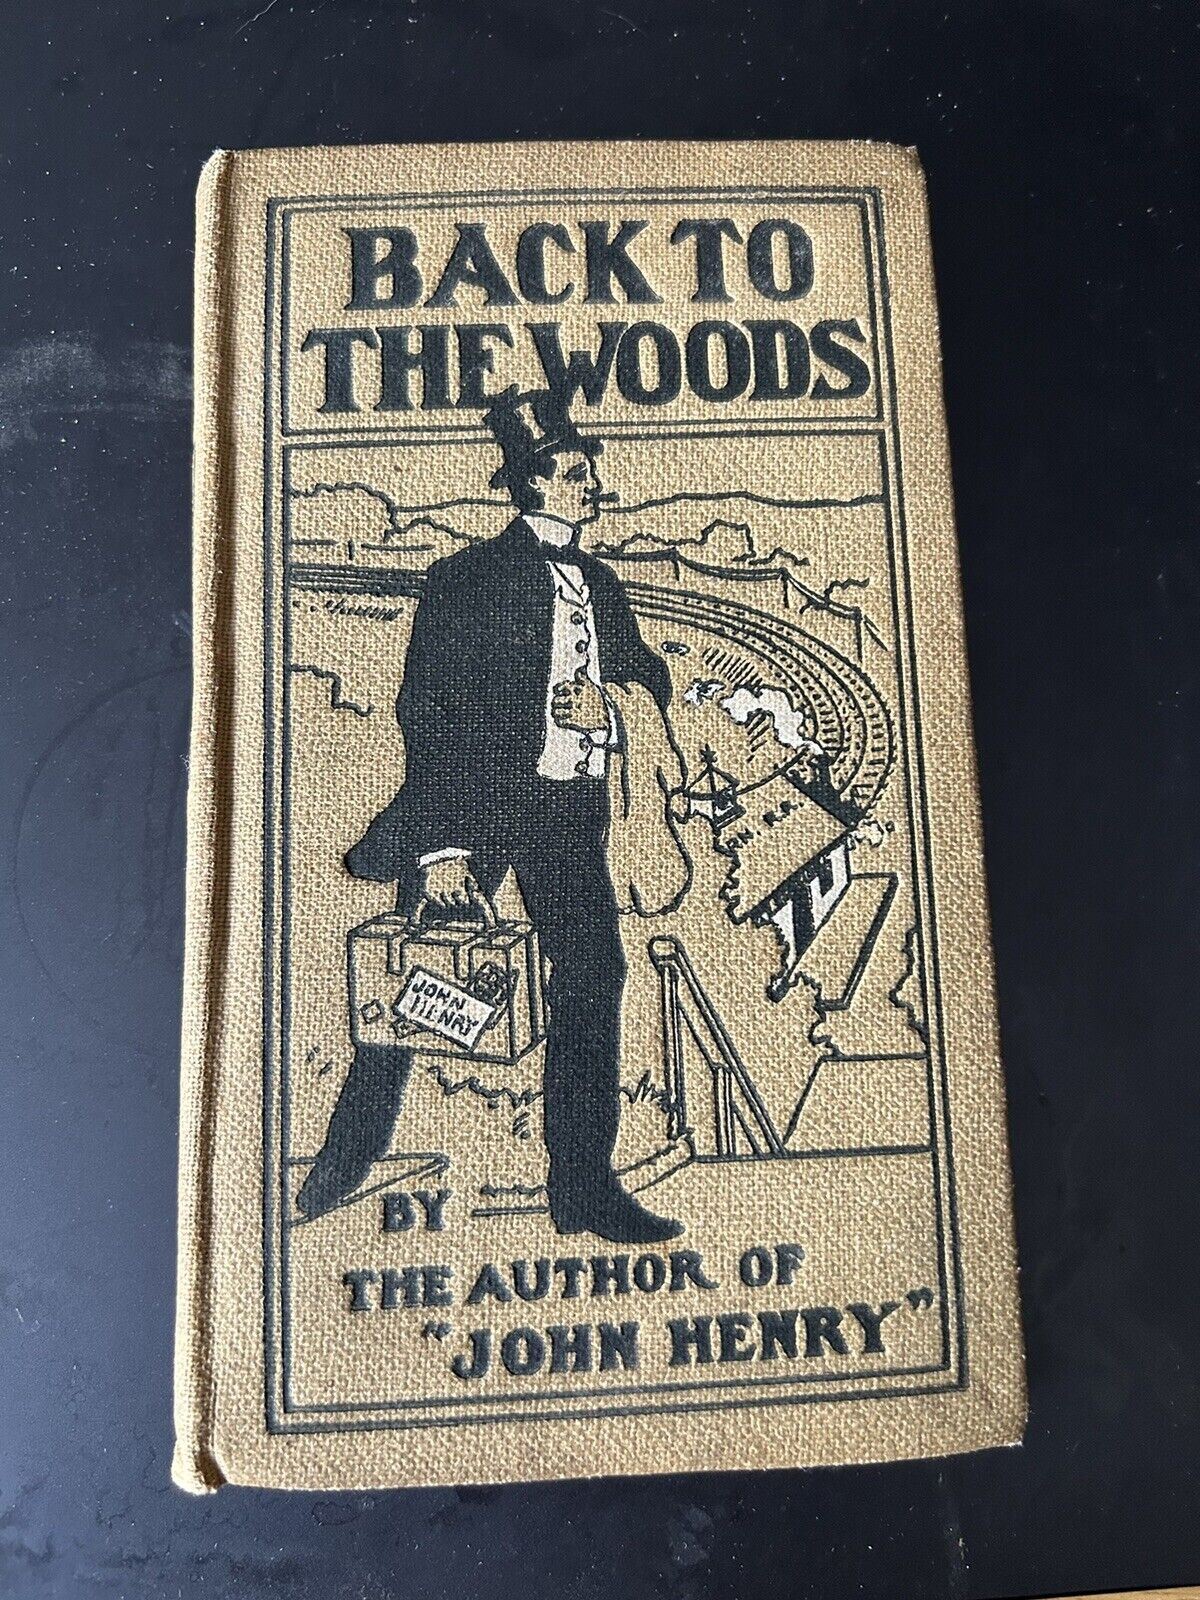 BACK TO
THE WOODS
R.R.
JOHN
HENRY
BY
THE AUTHOR OF
"JOHN HENRY"